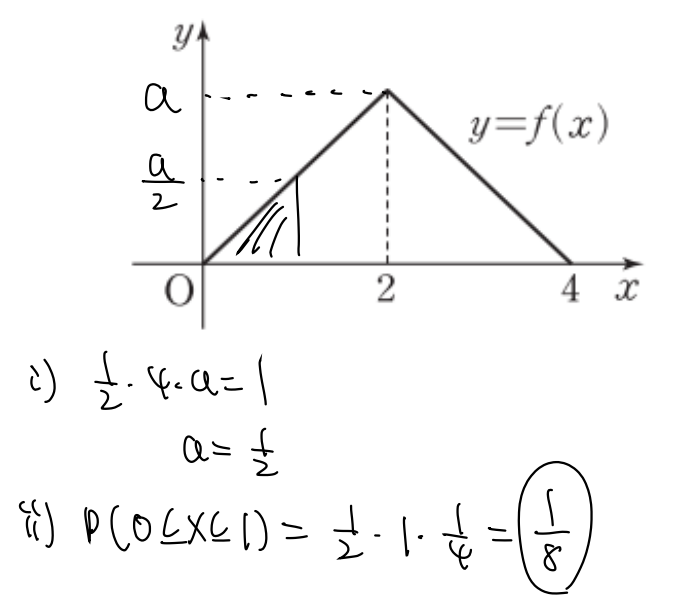 y
a
y=f(x)
a/2
O 2 4 x
i) 1/2 · 4 · a = 1
a = 1/2
ii) P(0≤X≤1) = 1/2 · 1 · 1/4 = 1/8